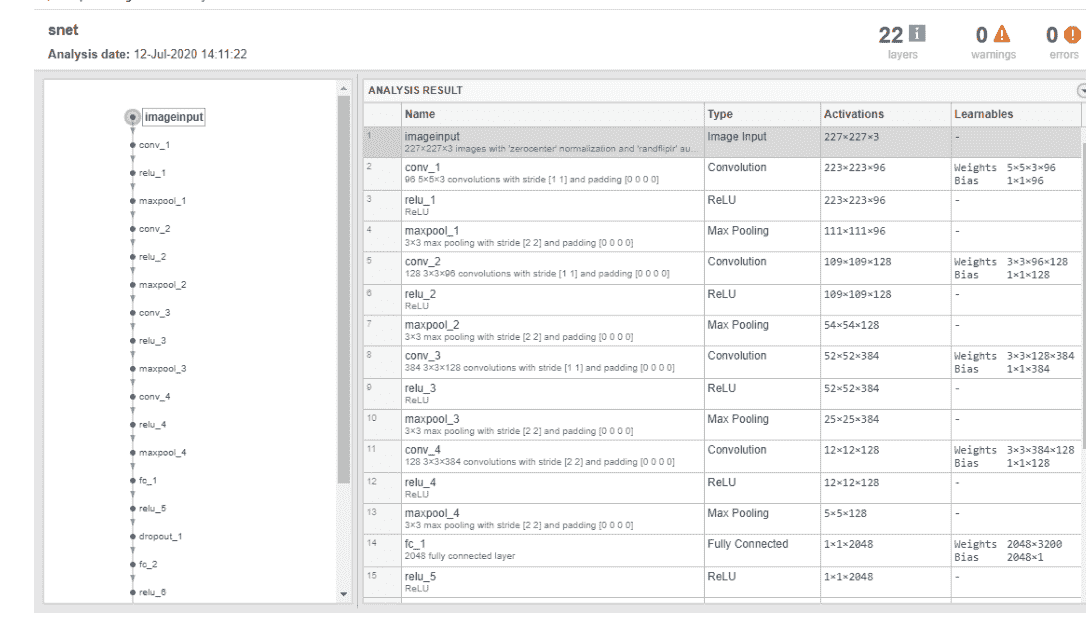 snet
Analysis date: 12-Jul-2020 14:11:22
22 i
layers
0
warnings
0
errors
imageinput
conv_1
relu_1
maxpool_1
conv_2
relu_2
maxpool_2
conv_3
relu_3
maxpool_3
conv_4
relu_4
maxpool_4
fc_1
relu_5
dropout_1
fc_2
relu_6
ANALYSIS RESULT
Name Type Activations Learnables
1 imageinput Image Input 227×227×3 -
227×227×3 images with 'zerocenter' normalization and 'randfliplr' au...
2 conv_1 Convolution 223×223×96 Weights 5×5×3×96
96 5×5×3 convolutions with stride [1 1] and padding [0 0 0 0] Bias 1×1×96
3 relu_1 ReLU 223×223×96 -
ReLU
4 maxpool_1 Max Pooling 111×111×96 -
3×3 max pooling with stride [2 2] and padding [0 0 0 0]
5 conv_2 Convolution 109×109×128 Weights 3×3×96×128
128 3×3×96 convolutions with stride [1 1] and padding [0 0 0 0] Bias 1×1×128
6 relu_2 ReLU 109×109×128 -
ReLU
7 maxpool_2 Max Pooling 54×54×128 -
3×3 max pooling with stride [2 2] and padding [0 0 0 0]
8 conv_3 Convolution 52×52×384 Weights 3×3×128×384
384 3×3×128 convolutions with stride [1 1] and padding [0 0 0 0] Bias 1×1×384
9 relu_3 ReLU 52×52×384 -
ReLU
10 maxpool_3 Max Pooling 25×25×384 -
3×3 max pooling with stride [2 2] and padding [0 0 0 0]
11 conv_4 Convolution 12×12×128 Weights 3×3×384×128
128 3×3×384 convolutions with stride [2 2] and padding [0 0 0 0] Bias 1×1×128
12 relu_4 ReLU 12×12×128 -
ReLU
13 maxpool_4 Max Pooling 5×5×128 -
3×3 max pooling with stride [2 2] and padding [0 0 0 0]
14 fc_1 Fully Connected 1×1×2048 Weights 2048×3200
2048 fully connected layer Bias 2048×1
15 relu_5 ReLU 1×1×2048 -
ReLU